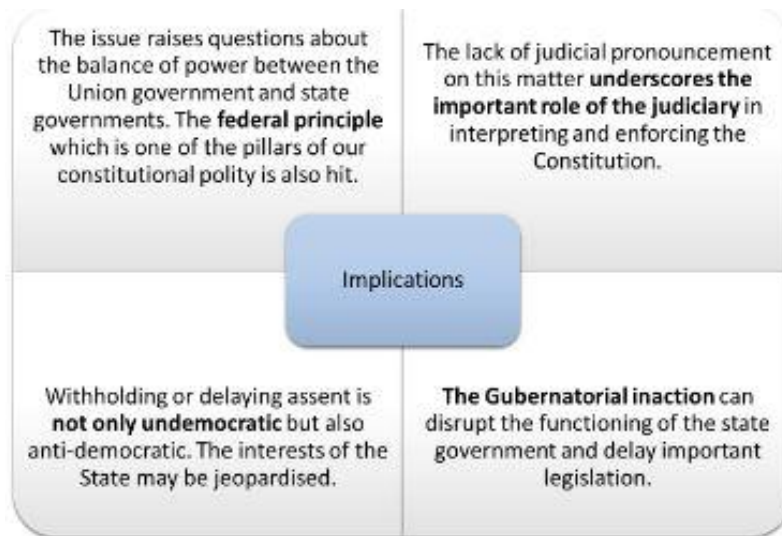 The issue raises questions about
the balance of power between the
Union government and state
governments. The federal principle
which is one of the pillars of our
constitutional polity is also hit.
The lack of judicial pronouncement
on this matter underscores the
important role of the judiciary in
interpreting and enforcing the
Constitution.
Implications
Withholding or delaying assent is
not only undemocratic but also
anti-democratic. The interests of the
State may be jeopardised.
The Gubernatorial inaction can
disrupt the functioning of the state
government and delay important
legislation.